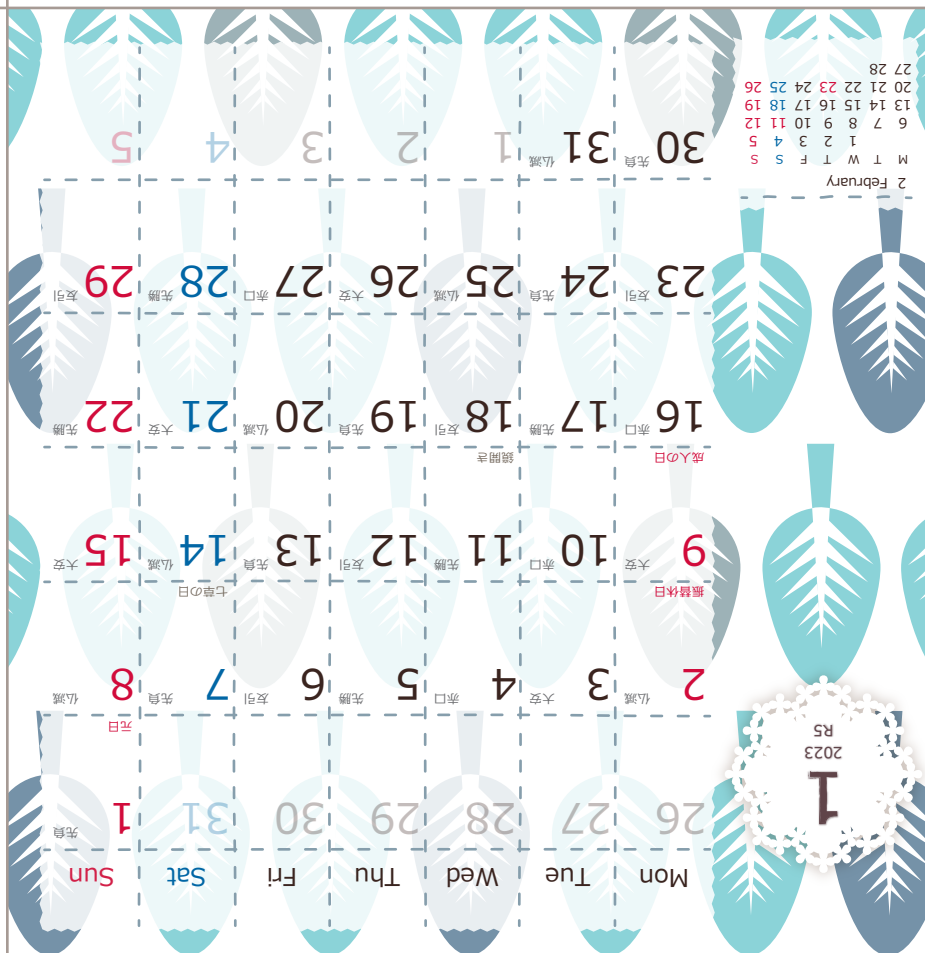 1
2023
R5
Mon Tue Wed Thu Fri Sat Sun
26 27 28 29 30 31 1 先負
元日
2 仏滅 3 大安 4 赤口 5 先勝 6 友引 7 先負 8 仏滅
振替休日 七草の日
9 大安 10 赤口 11 先勝 12 友引 13 先負 14 仏滅 15 大安
成人の日 鏡開き
16 赤口 17 先勝 18 友引 19 先負 20 仏滅 21 大安 22 先勝
23 友引 24 先負 25 仏滅 26 大安 27 赤口 28 先勝 29 友引
30 先負 31 仏滅 1 2 3 4 5
2 February
M T W T F S S
1 2 3 4 5
6 7 8 9 10 11 12
13 14 15 16 17 18 19
20 21 22 23 24 25 26
27 28